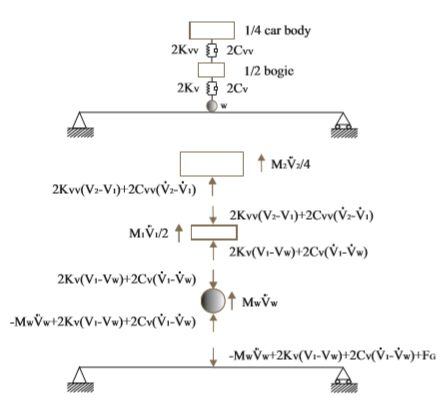 1/4 car body
2Kvv 2Cvv
1/2 bogie
2Kv 2Cv
w
M₂V̈₂/4
2Kvv(V₂-V₁)+2Cvv(V̇₂-V̇₁)
2Kvv(V₂-V₁)+2Cvv(V̇₂-V̇₁)
M₁V̈₁/2
2Kv(V₁-Vw)+2Cv(V̇₁-V̇w)
2Kv(V₁-Vw)+2Cv(V̇₁-V̇w)
MwV̈w
-MwV̈w+2Kv(V₁-Vw)+2Cv(V̇₁-V̇w)
-MwV̈w+2Kv(V₁-Vw)+2Cv(V̇₁-V̇w)+FG